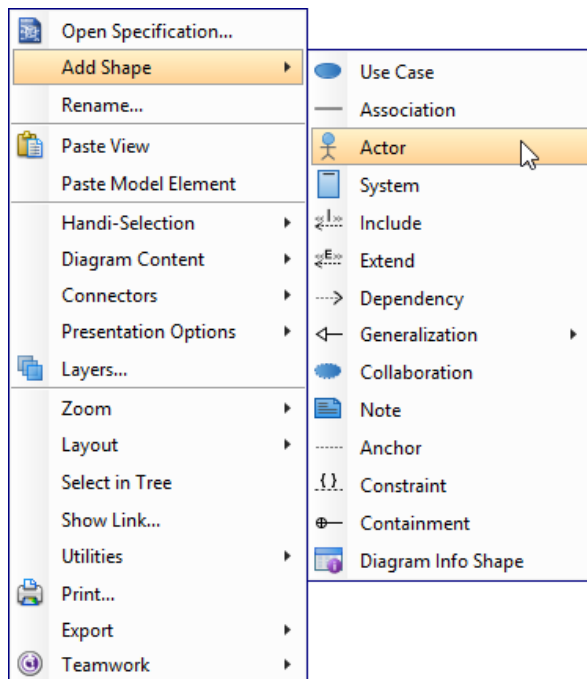 Open Specification...
Add Shape
Rename...
Paste View
Paste Model Element
Handi-Selection
Diagram Content
Connectors
Presentation Options
Layers...
Zoom
Layout
Select in Tree
Show Link...
Utilities
Print...
Export
Teamwork
Use Case
Association
Actor
System
<<I>>
Include
<<E>>
Extend
Dependency
Generalization
Collaboration
Note
Anchor
{ }
Constraint
Containment
Diagram Info Shape